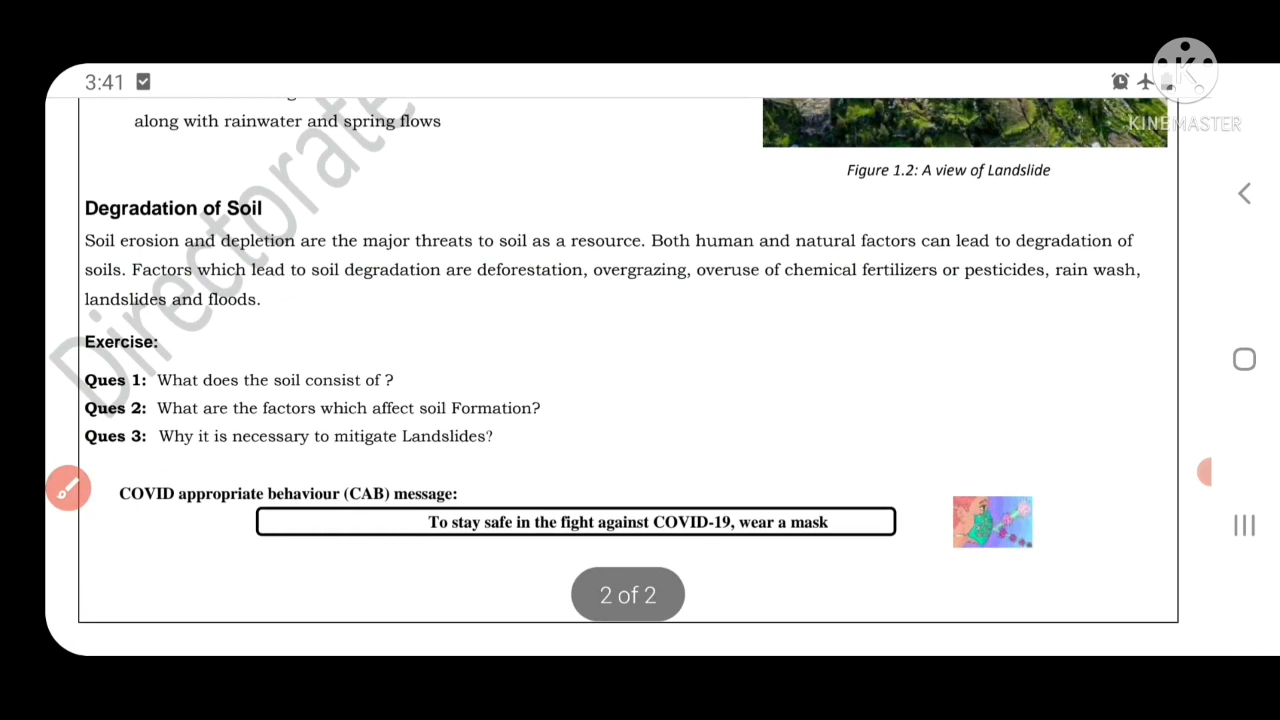 3:41
KINEMASTER
along with rainwater and spring flows
Figure 1.2: A view of Landslide
Directorate
Degradation of Soil
Soil erosion and depletion are the major threats to soil as a resource. Both human and natural factors can lead to degradation of
soils. Factors which lead to soil degradation are deforestation, overgrazing, overuse of chemical fertilizers or pesticides, rain wash,
landslides and floods.
Exercise:
Ques 1: What does the soil consist of ?
Ques 2: What are the factors which affect soil Formation?
Ques 3: Why it is necessary to mitigate Landslides?
COVID appropriate behaviour (CAB) message:
To stay safe in the fight against COVID-19, wear a mask
2 of 2